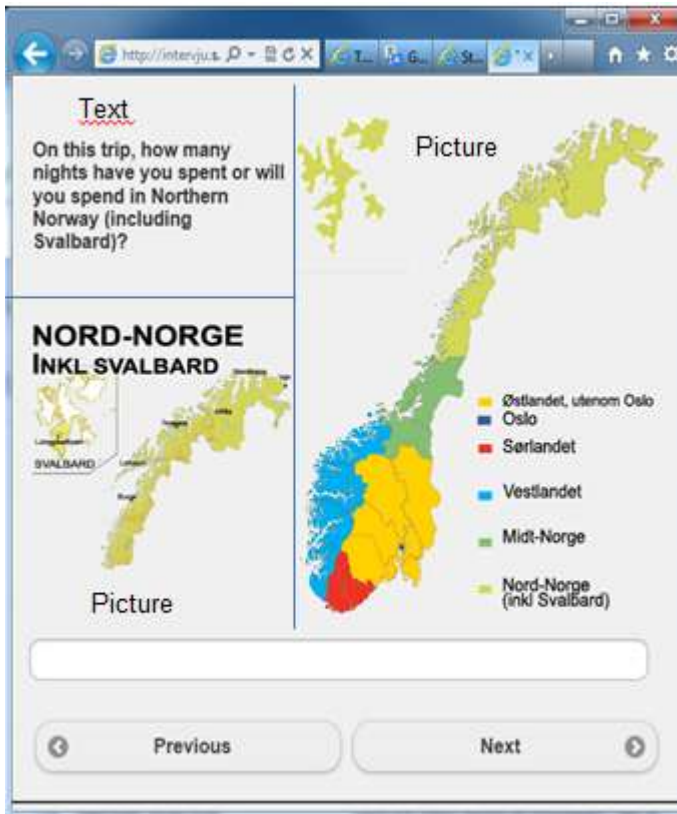 http://intervju.s
T...
G...
St...
Text
On this trip, how many
nights have you spent or will
you spend in Northern
Norway (including
Svalbard)?
Picture
NORD-NORGE
INKL SVALBARD
SVALBARD
Picture
Østlandet, utenom Oslo
Oslo
Sørlandet
Vestlandet
Midt-Norge
Nord-Norge
(inkl Svalbard)
Previous
Next